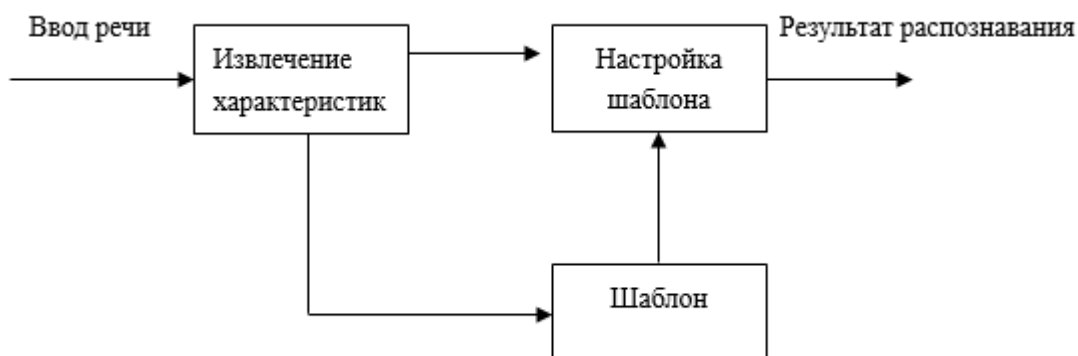 Ввод речи
Извлечение
характеристик
Настройка
шаблона
Результат распознавания
Шаблон